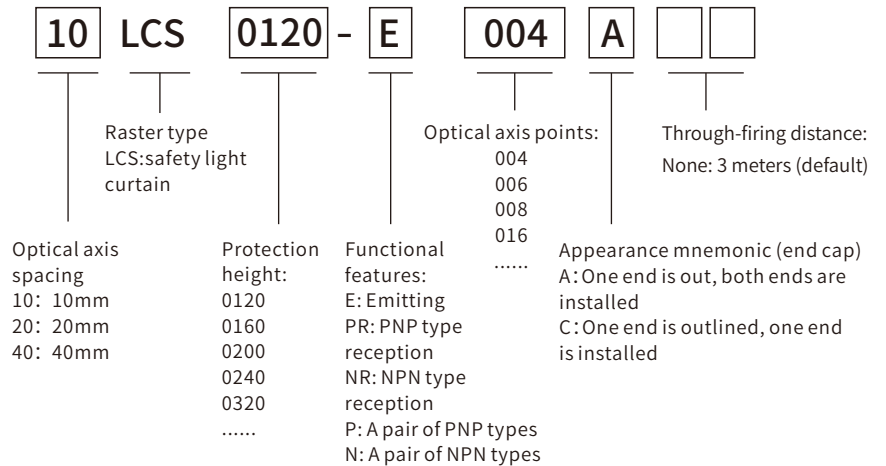 10 LCS 0120 - E 004 A
Raster type
LCS:safety light
curtain
Optical axis points:
004
006
008
016
......
Through-firing distance:
None: 3 meters (default)
Optical axis
spacing
10：10mm
20：20mm
40：40mm
Protection
height:
0120
0160
0200
0240
0320
......
Functional
features:
E: Emitting
PR: PNP type
reception
NR: NPN type
reception
P: A pair of PNP types
N: A pair of NPN types
Appearance mnemonic (end cap)
A：One end is out, both ends are
installed
C：One end is outlined, one end
is installed